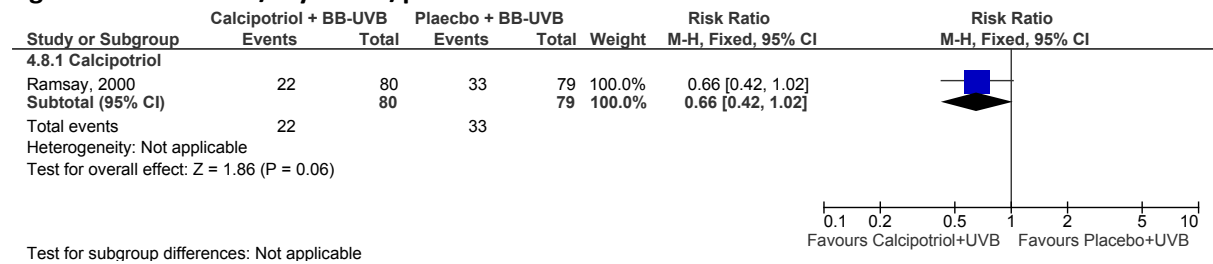 Calcipotriol + BB-UVB Plaecbo + BB-UVB Risk Ratio Risk Ratio
Study or Subgroup Events Total Events Total Weight M-H, Fixed, 95% CI M-H, Fixed, 95% CI
4.8.1 Calcipotriol
Ramsay, 2000 22 80 33 79 100.0% 0.66 [0.42, 1.02]
Subtotal (95% CI) 80 79 100.0% 0.66 [0.42, 1.02]
Total events 22 33
Heterogeneity: Not applicable
Test for overall effect: Z = 1.86 (P = 0.06)
0.1 0.2 0.5 1 2 5 10
Favours Calcipotriol+UVB Favours Placebo+UVB
Test for subgroup differences: Not applicable